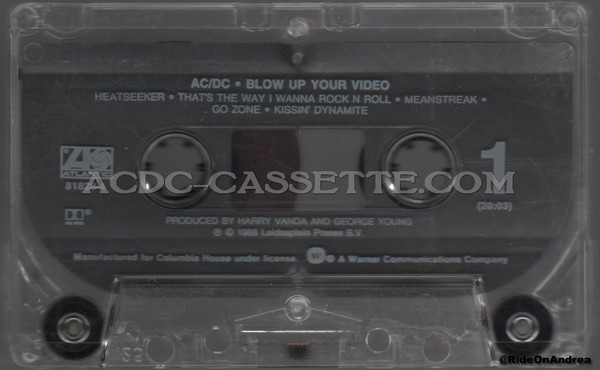 AC/DC • BLOW UP YOUR VIDEO
HEATSEEKER • THAT'S THE WAY I WANNA ROCK N ROLL • MEANSTREAK •
GO ZONE • KISSIN' DYNAMITE
ATLANTIC
1
ACDC-CASSETTE.COM
(20:03)
PRODUCED BY HARRY VANDA AND GEORGE YOUNG
℗ © 1988 Leidseplein Presse B.V.
Manufactured for Columbia House under license. A Warner Communications Company
@RideOnAndrea